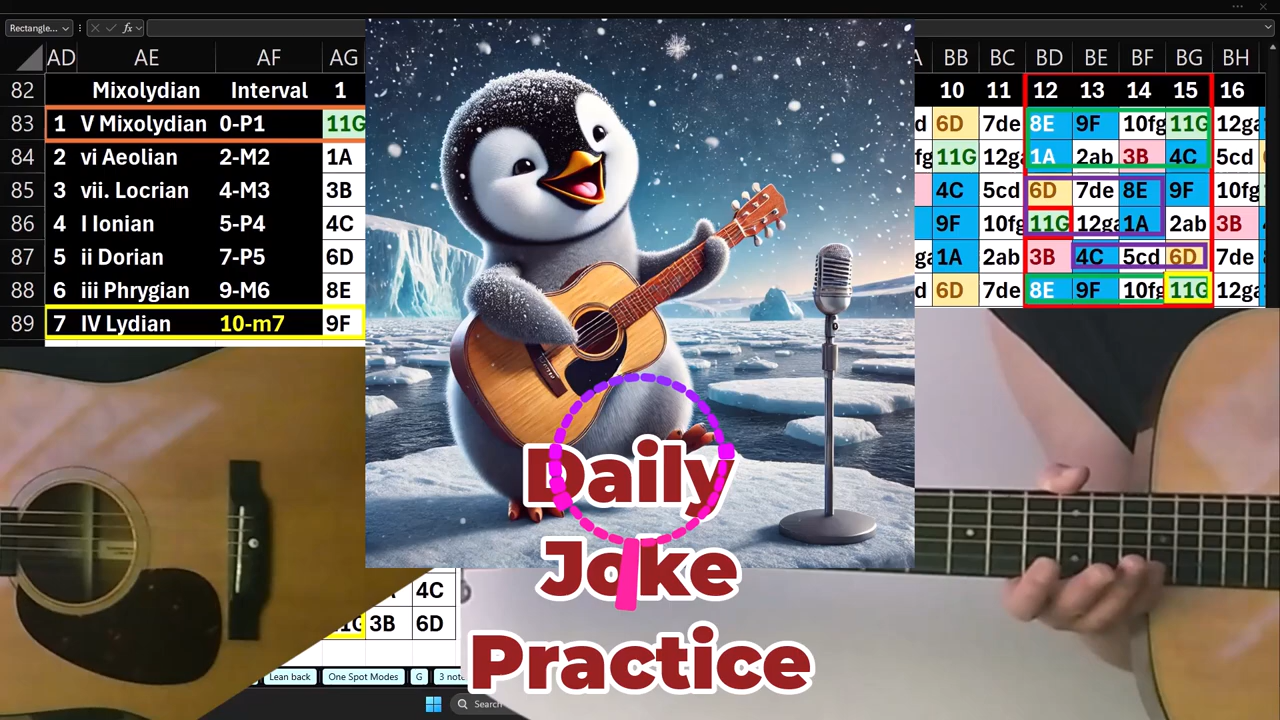 Rectangle...
fx
AD AE AF AG
82 Mixolydian Interval 1
83 1 V Mixolydian 0-P1 11G
84 2 vi Aeolian 2-M2 1A
85 3 vii. Locrian 4-M3 3B
86 4 I Ionian 5-P4 4C
87 5 ii Dorian 7-P5 6D
88 6 iii Phrygian 9-M6 8E
89 7 IV Lydian 10-m7 9F
BB BC BD BE BF BG BH
10 11 12 13 14 15 16
6D 7de 8E 9F 10fg 11G 12ga
11G 12ga 1A 2ab 3B 4C 5cd
4C 5cd 6D 7de 8E 9F 10fg
9F 10fg 11G 12ga 1A 2ab 3B
1A 2ab 3B 4C 5cd 6D 7de
6D 7de 8E 9F 10fg 11G 12ga
Daily
Joke
Practice
4C
11G 3B 6D
Lean back One Spot Modes G
Search